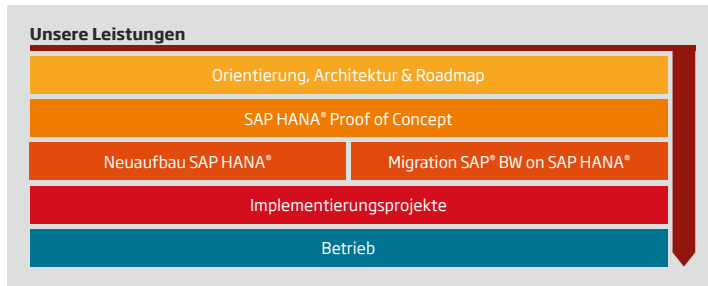 Unsere Leistungen
Orientierung, Architektur & Roadmap
SAP HANA® Proof of Concept
Neuaufbau SAP HANA®
Migration SAP® BW on SAP HANA®
Implementierungsprojekte
Betrieb